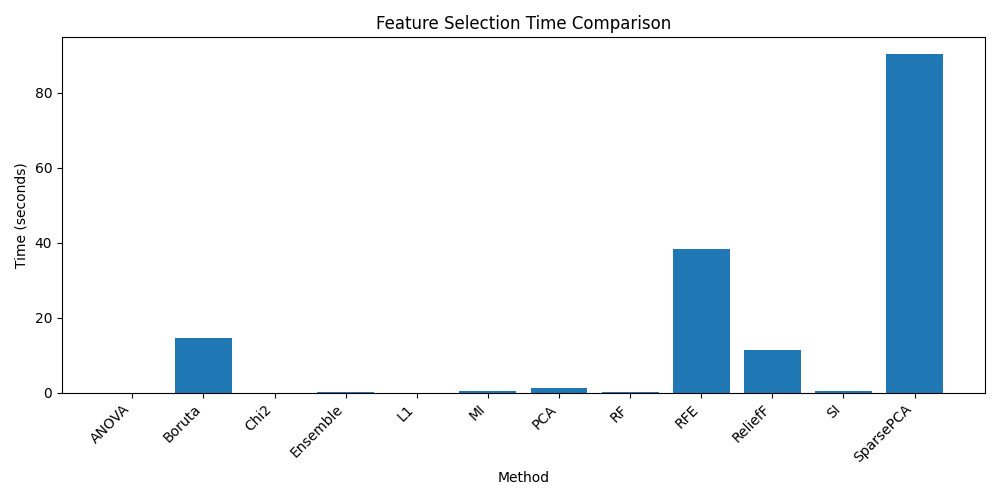 Feature Selection Time Comparison
Time (seconds)
80
60
40
20
0
ANOVA
Boruta
Chi2
Ensemble
L1
MI
PCA
RF
RFE
ReliefF
SI
SparsePCA
Method